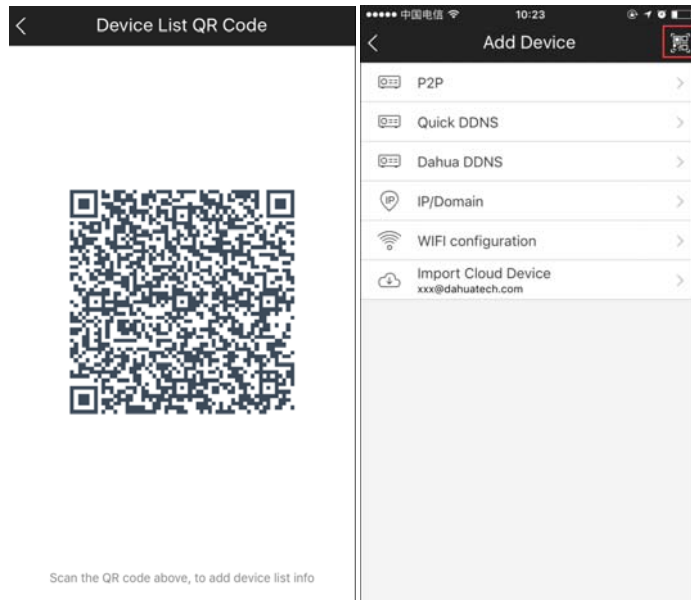 Device List QR Code
Scan the QR code above, to add device list info
中国电信
10:23
Add Device
P2P
Quick DDNS
Dahua DDNS
IP
IP/Domain
WIFI configuration
Import Cloud Device
xxx@dahuatech.com